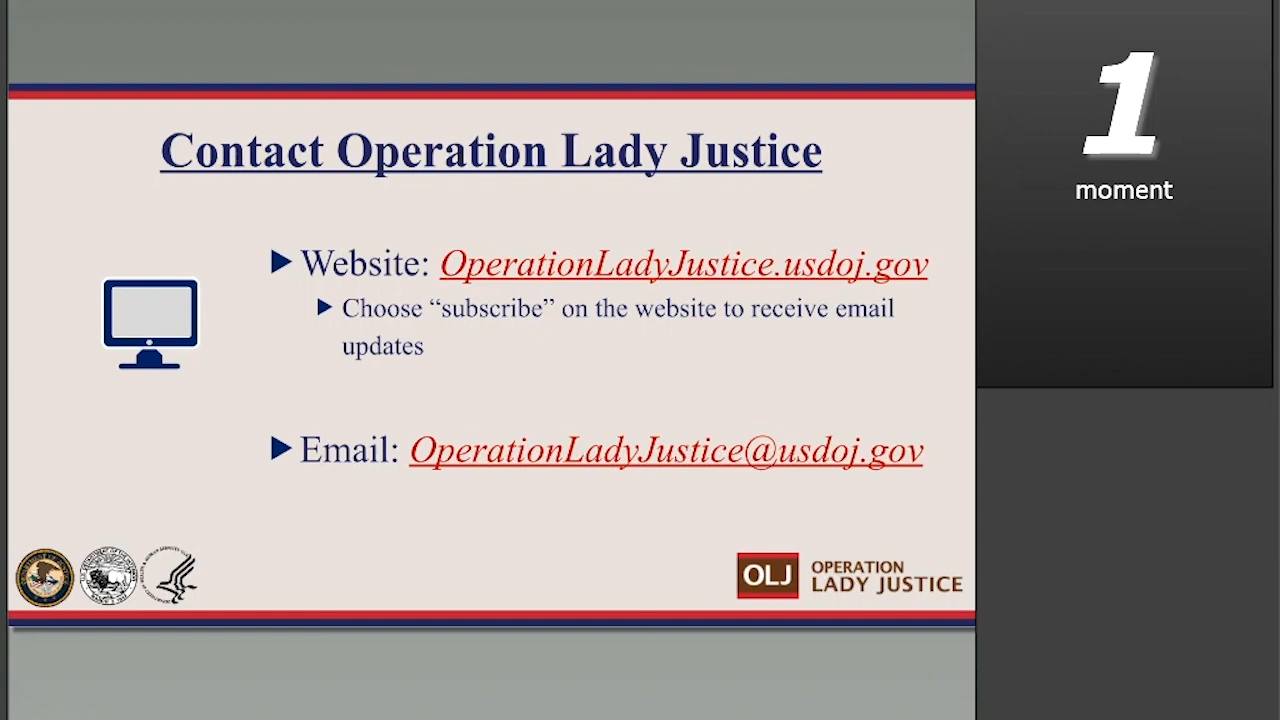 Contact Operation Lady Justice
Website: OperationLadyJustice.usdoj.gov
Choose “subscribe” on the website to receive email
updates
Email: OperationLadyJustice@usdoj.gov
OLJ
OPERATION
LADY JUSTICE
1
moment